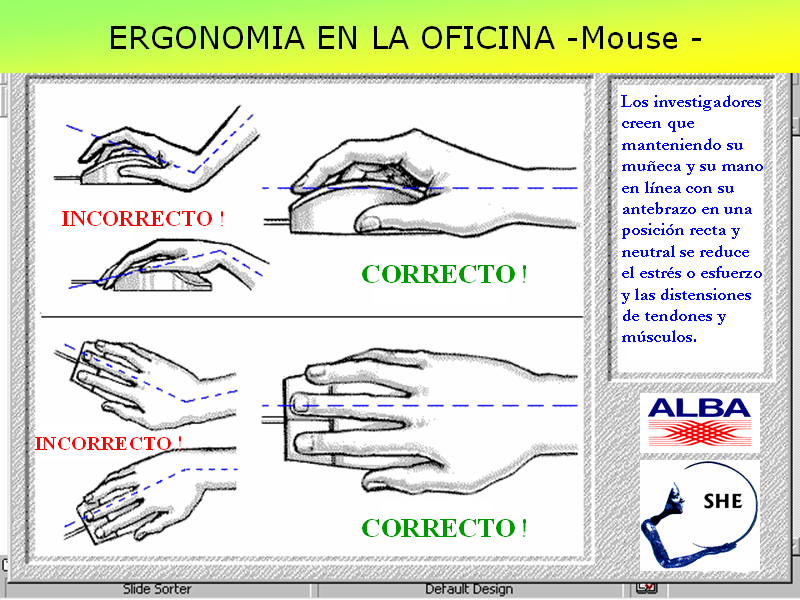 ERGONOMIA EN LA OFICINA -Mouse -
INCORRECTO !
CORRECTO !
INCORRECTO !
CORRECTO !
Los investigadores
creen que
manteniendo su
muñeca y su mano
en línea con su
antebrazo en una
posición recta y
neutral se reduce
el estrés o esfuerzo
y las distensiones
de tendones y
músculos.
ALBA
SHE
Slide Sorter
Default Design